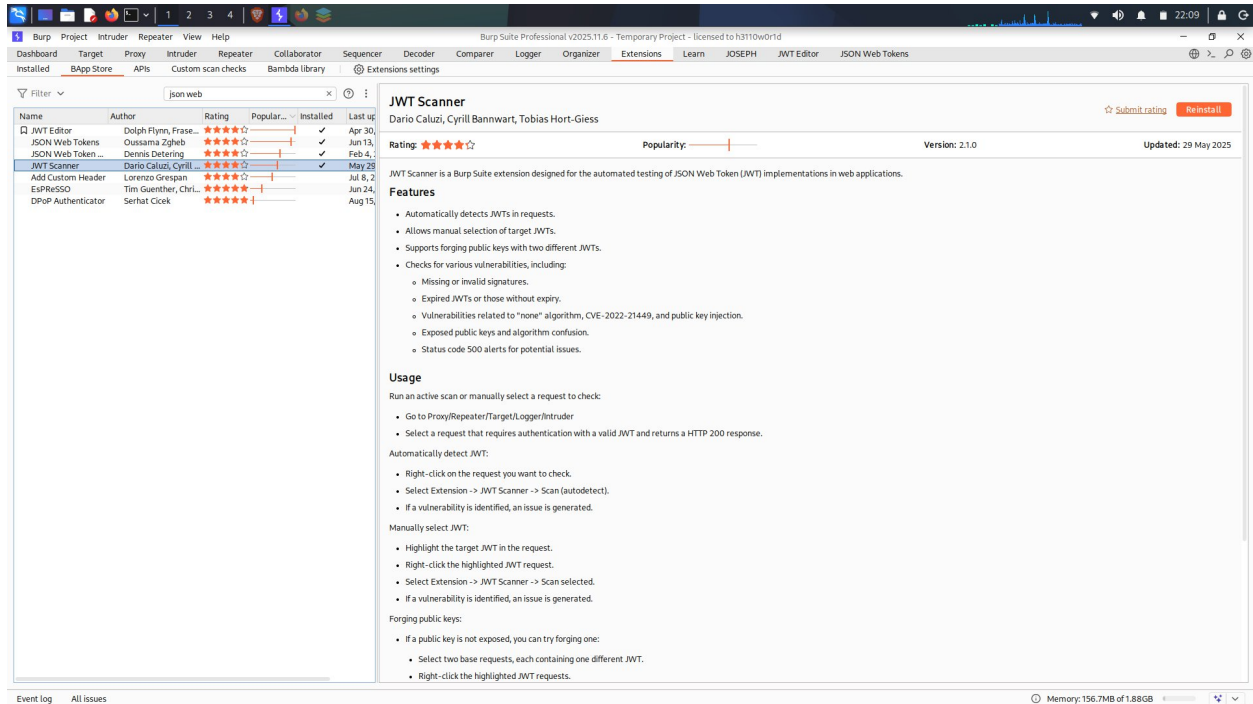 1 2 3 4
22:09
Burp Project Intruder Repeater View Help
Burp Suite Professional v2025.11.6 - Temporary Project - licensed to h3110w0r1d
Dashboard Target Proxy Intruder Repeater Collaborator Sequencer Decoder Comparer Logger Organizer Extensions Learn JOSEPH JWT Editor JSON Web Tokens
Installed BApp Store APIs Custom scan checks Bambda library Extensions settings
Filter json web
Name Author Rating Popular... Installed Last up
JWT Editor Dolph Flynn, Frase... Apr 30,
JSON Web Tokens Oussama Zgheb Jun 13,
JSON Web Token ... Dennis Detering Feb 4, 2
JWT Scanner Dario Caluzi, Cyrill ... May 29
Add Custom Header Lorenzo Grespan Jul 8, 2
EsPReSSO Tim Guenther, Chri... Jun 24,
DPoP Authenticator Serhat Cicek Aug 15,
JWT Scanner
Dario Caluzi, Cyrill Bannwart, Tobias Hort-Giess
Submit rating Reinstall
Rating: Popularity: Version: 2.1.0 Updated: 29 May 2025
JWT Scanner is a Burp Suite extension designed for the automated testing of JSON Web Token (JWT) implementations in web applications.
Features
• Automatically detects JWTs in requests.
• Allows manual selection of target JWTs.
• Supports forging public keys with two different JWTs.
• Checks for various vulnerabilities, including:
o Missing or invalid signatures.
o Expired JWTs or those without expiry.
o Vulnerabilities related to "none" algorithm, CVE-2022-21449, and public key injection.
o Exposed public keys and algorithm confusion.
o Status code 500 alerts for potential issues.
Usage
Run an active scan or manually select a request to check:
• Go to Proxy/Repeater/Target/Logger/Intruder
• Select a request that requires authentication with a valid JWT and returns a HTTP 200 response.
Automatically detect JWT:
• Right-click on the request you want to check.
• Select Extension -> JWT Scanner -> Scan (autodetect).
• If a vulnerability is identified, an issue is generated.
Manually select JWT:
• Highlight the target JWT in the request.
• Right-click the highlighted JWT request.
• Select Extension -> JWT Scanner -> Scan selected.
• If a vulnerability is identified, an issue is generated.
Forging public keys:
• If a public key is not exposed, you can try forging one:
• Select two base requests, each containing one different JWT.
• Right-click the highlighted JWT requests.
Event log All issues
Memory: 156.7MB of 1.88GB